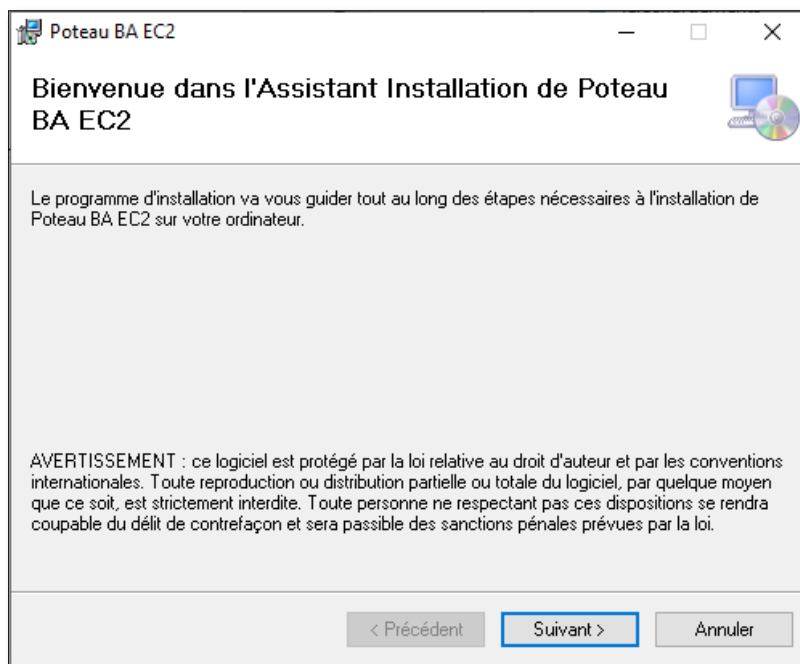 Poteau BA EC2
Bienvenue dans l'Assistant Installation de Poteau
BA EC2
Le programme d'installation va vous guider tout au long des étapes nécessaires à l'installation de
Poteau BA EC2 sur votre ordinateur.
AVERTISSEMENT : ce logiciel est protégé par la loi relative au droit d'auteur et par les conventions
internationales. Toute reproduction ou distribution partielle ou totale du logiciel, par quelque moyen
que ce soit, est strictement interdite. Toute personne ne respectant pas ces dispositions se rendra
coupable du délit de contrefaçon et sera passible des sanctions pénales prévues par la loi.
< Précédent
Suivant >
Annuler